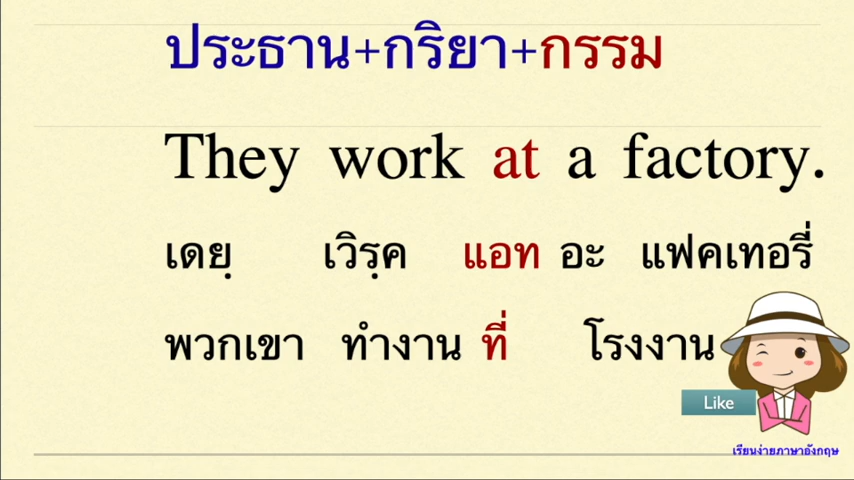 ประธาน+กริยา+กรรม
They work at a factory.
เดยฺ เวิรฺค แอท อะ แฟคเทอรี่
พวกเขา ทำงาน ที่ โรงงาน
Like
เรียนง่ายภาษาอังกฤษ